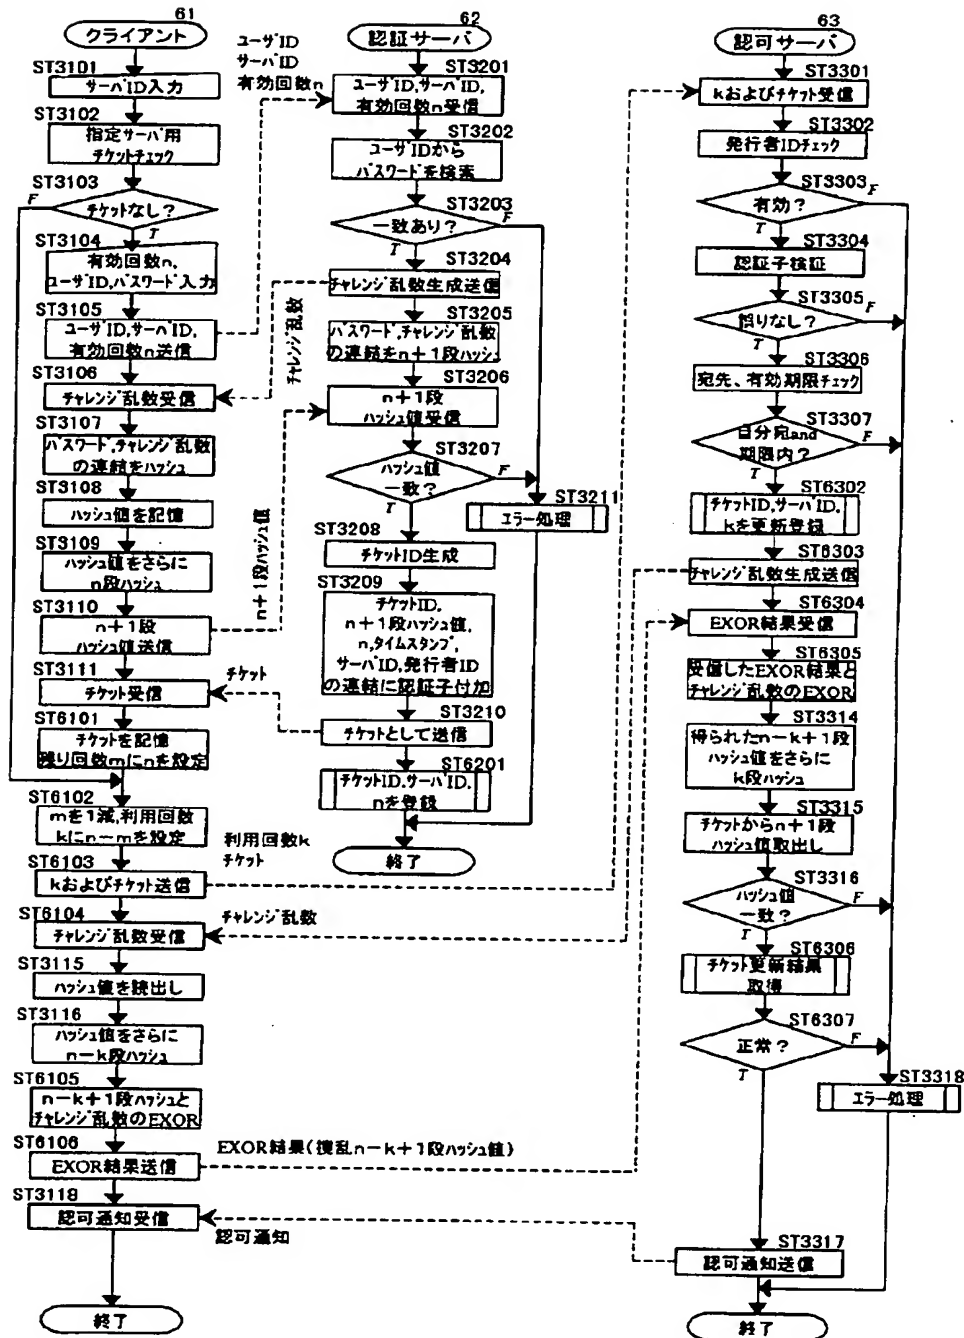 61
クライアント
ST3101
サーバID入力
ST3102
指定サーバ用
チケットチェック
ST3103
F
チケットなし?
T
ST3104
有効回数n、
ユーザID,パスワード入力
ST3105
ユーザID,サーバID,
有効回数n送信
ST3106
チャレンジ乱数受信
ST3107
パスワード,チャレンジ乱数
の連結をハッシュ
ST3108
ハッシュ値を記憶
ST3109
ハッシュ値をさらに
n段ハッシュ
ST3110
n+1段
ハッシュ値送信
ST3111
チケット受信
ST6101
チケットを記憶
残り回数mにnを設定
ST6102
mを1減,利用回数
kにn-mを設定
ST6103
kおよびチケット送信
ST6104
チャレンジ乱数受信
ST3115
ハッシュ値を読出し
ST3116
ハッシュ値をさらに
n-k段ハッシュ
ST6105
n-k+1段ハッシュと
チャレンジ乱数のEXOR
ST6106
EXOR結果送信
ST3118
認可通知受信
終了
ユーザID
サーバID
有効回数n
チャレンジ乱数
n+1段ハッシュ値
チケット
利用回数k
チケット
チャレンジ乱数
EXOR結果(撹乱n-k+1段ハッシュ値)
認可通知
62
認証サーバ
ST3201
ユーザID,サーバID,
有効回数n受信
ST3202
ユーザIDから
パスワードを検索
ST3203
一致あり?
F
T
ST3204
チャレンジ乱数生成送信
ST3205
パスワード,チャレンジ乱数
の連結をn+1段ハッシュ
ST3206
n+1段
ハッシュ値受信
ST3207
ハッシュ値
一致?
F
T
ST3211
エラー処理
ST3208
チケットID生成
ST3209
チケットID,
n+1段ハッシュ値,
n,タイムスタンプ,
サーバID,発行者ID
の連結に認証子付加
ST3210
チケットとして送信
ST6201
チケットID,サーバID,
nを登録
終了
63
認可サーバ
ST3301
kおよびチケット受信
ST3302
発行者IDチェック
ST3303
F
有効?
T
ST3304
認証子検証
ST3305
F
誤りなし?
T
ST3306
宛先、有効期限チェック
ST3307
自分宛and
期限内?
F
T
ST6302
チケットID,サーバID,
kを更新登録
ST6303
チャレンジ乱数生成送信
ST6304
EXOR結果受信
ST6305
受信したEXOR結果と
チャレンジ乱数のEXOR
ST3314
得られたn-k+1段
ハッシュ値をさらに
k段ハッシュ
ST3315
チケットからn+1段
ハッシュ値取出し
ST3316
ハッシュ値
一致?
F
T
ST6306
チケット更新結果
取得
ST6307
正常?
F
T
ST3318
エラー処理
ST3317
認可通知送信
終了